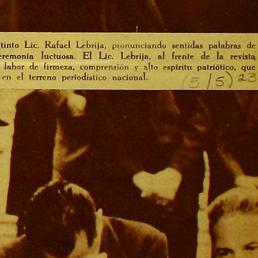 tinto Lic. Rafael Lebrija, pronunciando sentidas palabras de
eremonia luctuosa. El Lic. Lebrija, al frente de la revista
labor de firmeza, comprensión y alto espíritu patriótico, que
en el terreno periodístico nacional.
(5/5) 23